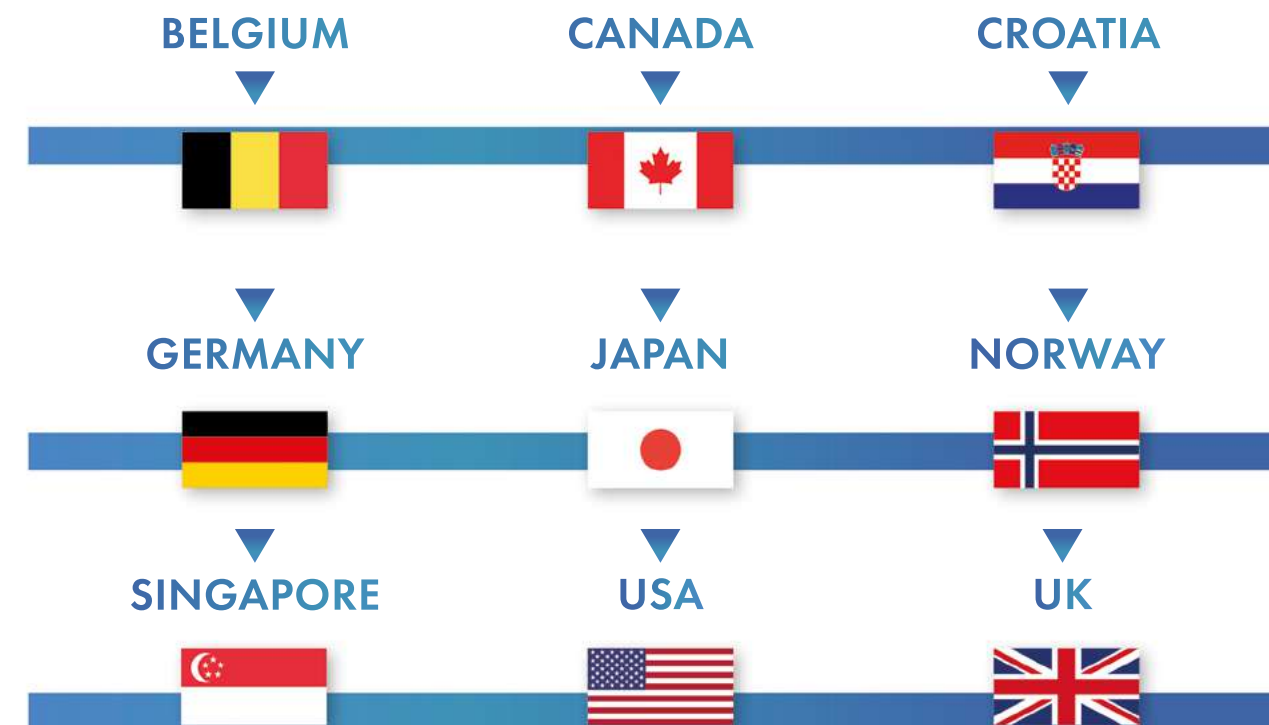 BELGIUM
CANADA
CROATIA
GERMANY
JAPAN
NORWAY
SINGAPORE
USA
UK